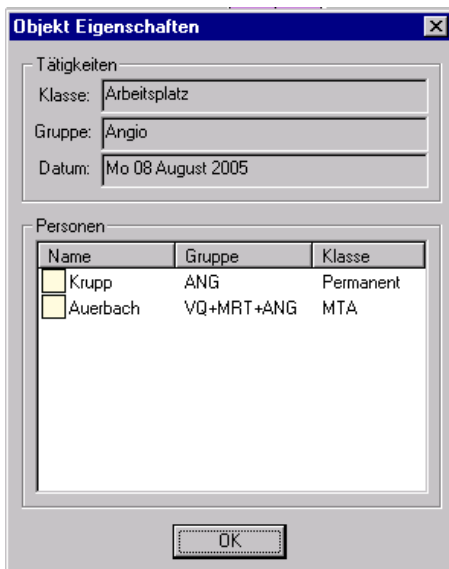 Objekt Eigenschaften
Tätigkeiten
Klasse: Arbeitsplatz
Gruppe: Angio
Datum: Mo 08 August 2005
Personen
Name Gruppe Klasse
Krupp ANG Permanent
Auerbach VQ+MRT+ANG MTA
OK